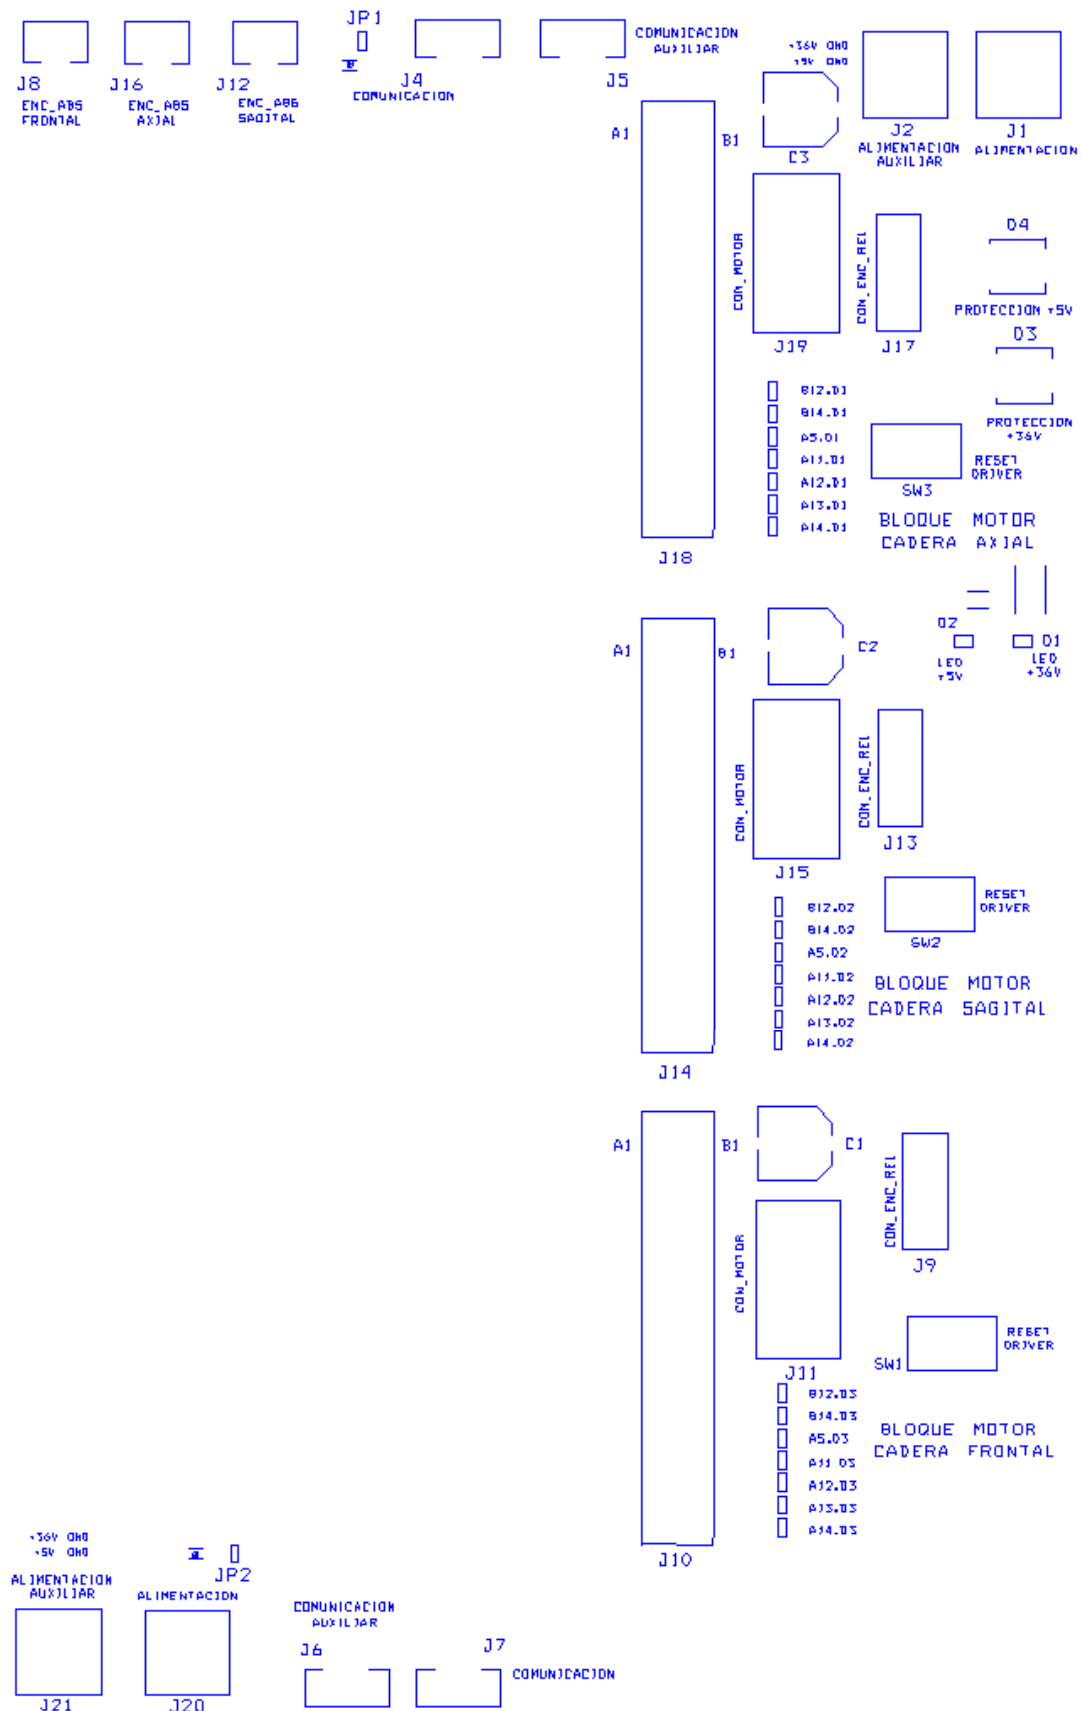 JP1
J8
ENC_ABS
FRONTAL
J16
ENC_ABS
AXIAL
J12
ENC_ABS
SAGITAL
J4
COMUNICACION
J5
COMUNICACION
AUXILIAR
+36V GND
+5V GND
J2
ALIMENTACION
AUXILIAR
J1
ALIMENTACION
A1
B1
C3
CON_MOTOR
J19
CON_ENC_REL
J17
D4
PROTECCION +5V
D3
PROTECCION
+36V
B12.D1
B14.D1
A5.D1
A11.D1
A12.D1
A13.D1
A14.D1
SW3
RESET
DRIVER
BLOQUE MOTOR
CADERA AXIAL
J18
D2
LED
+5V
D1
LED
+36V
A1
B1
C2
CON_MOTOR
J15
CON_ENC_REL
J13
B12.D2
B14.D2
A5.D2
A11.D2
A12.D2
A13.D2
A14.D2
RESET
DRIVER
SW2
BLOQUE MOTOR
CADERA SAGITAL
J14
A1
B1
C1
CON_MOTOR
J11
CON_ENC_REL
J9
SW1
RESET
DRIVER
B12.D3
B14.D3
A5.D3
A11.D3
A12.D3
A13.D3
A14.D3
BLOQUE MOTOR
CADERA FRONTAL
J10
+36V GND
+5V GND
ALIMENTACION
AUXILIAR
J21
JP2
ALIMENTACION
J20
COMUNICACION
AUXILIAR
J6
J7
COMUNICACION